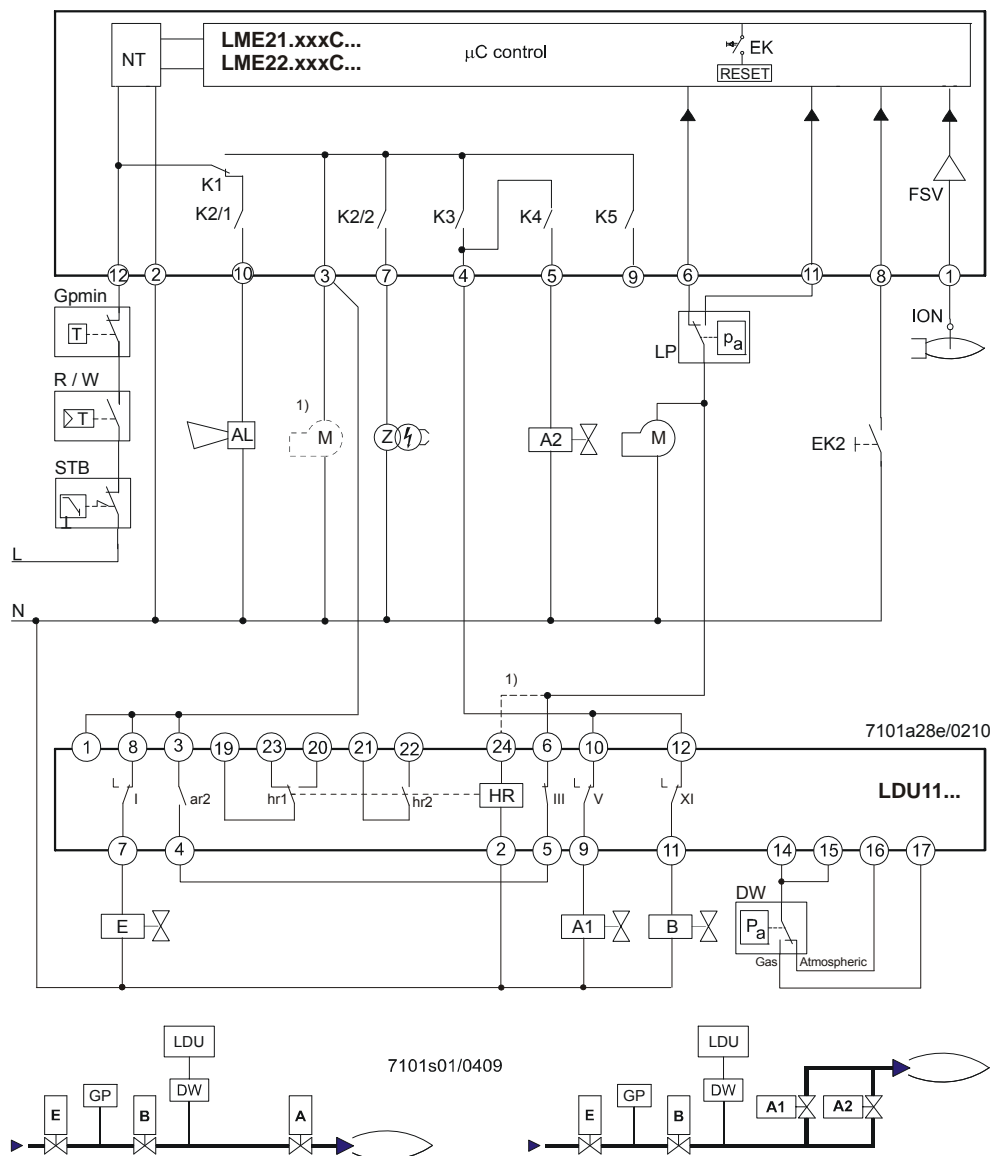 LME21.xxxC...
LME22.xxxC...
NT
µC control
EK
RESET
FSV
K1
K2/1
K2/2
K3
K4
K5
12
2
10
3
7
4
5
9
6
11
8
1
Gpmin
T
ION
LP
pa
R / W
T
1)
AL
M
Z
A2
M
EK2
STB
L
N
1)
7101a28e/0210
1
8
3
19
23
20
21
22
24
6
10
12
L
I
ar2
hr1
hr2
HR
III
L
V
L
XI
LDU11...
7
4
2
5
9
11
14
15
16
17
DW
E
A1
B
Pa
Gas
Atmospheric
LDU
7101s01/0409
LDU
E
GP
B
DW
A
E
GP
B
DW
A1
A2